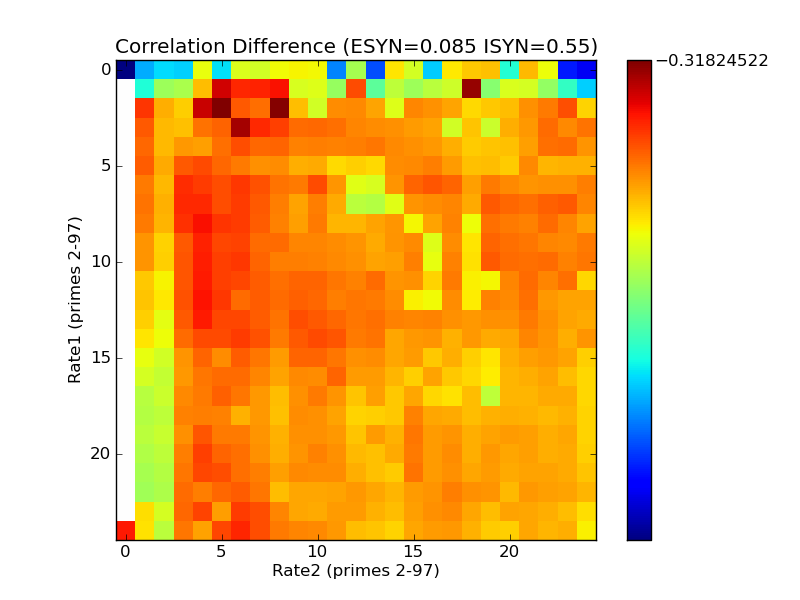 Correlation Difference (ESYN=0.085 ISYN=0.55)
−0.31824522
0
5
10
15
20
Rate1 (primes 2-97)
0 5 10 15 20
Rate2 (primes 2-97)